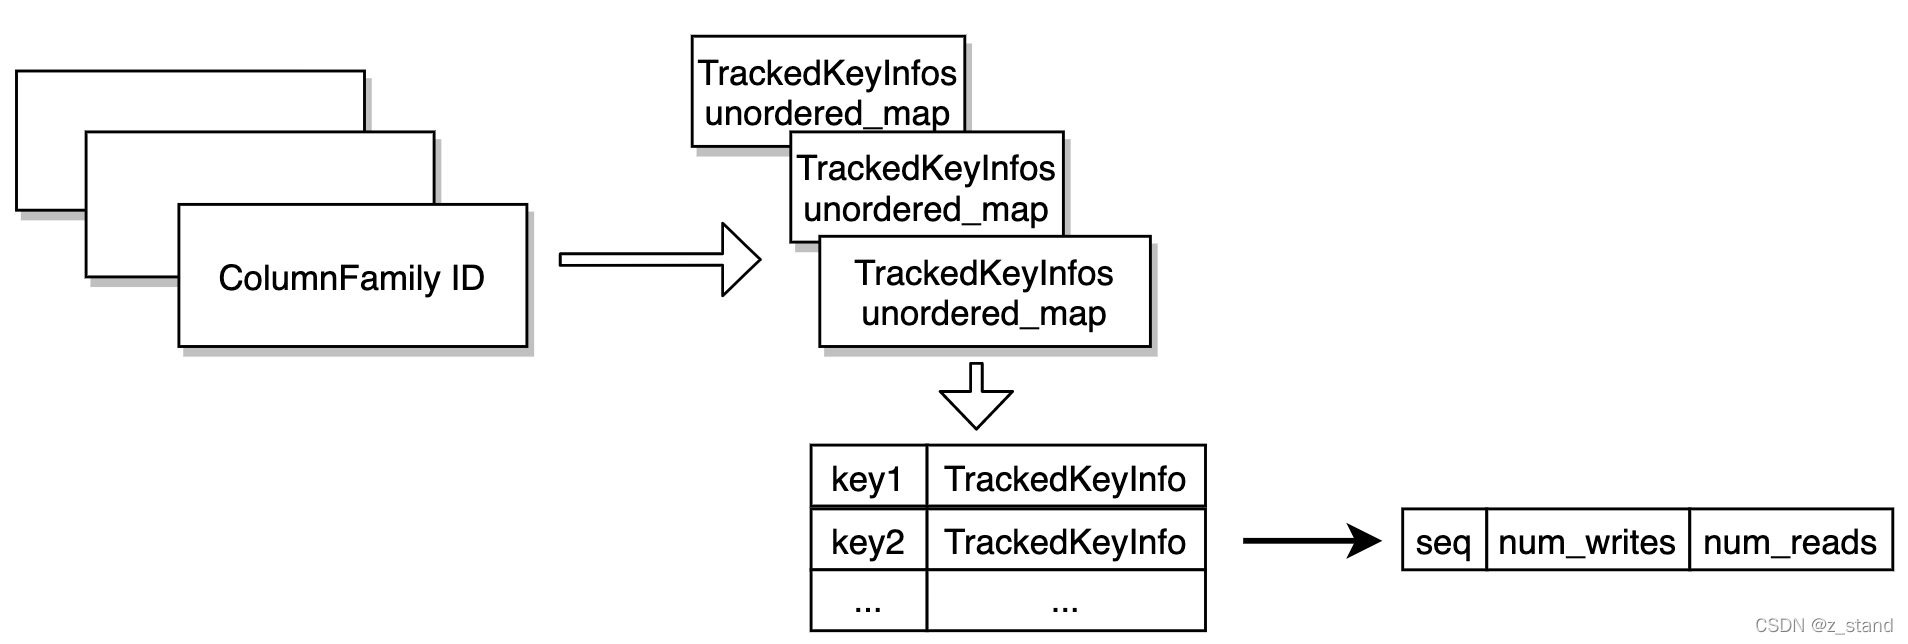 TrackedKeyInfos
unordered_map
TrackedKeyInfos
unordered_map
ColumnFamily ID
TrackedKeyInfos
unordered_map
key1 TrackedKeyInfo
key2 TrackedKeyInfo
... ...
seq num_writes num_reads
CSDN @z_stand